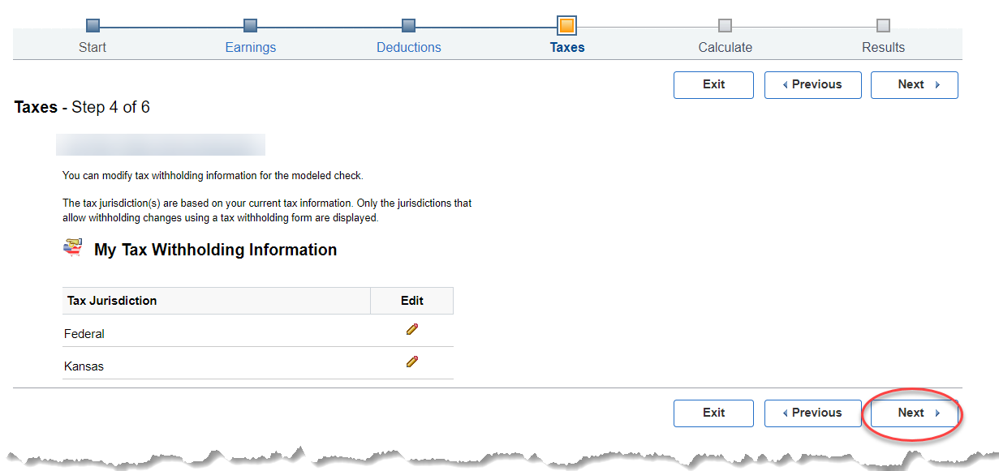 Start Earnings Deductions Taxes Calculate Results
Exit Previous Next
Taxes - Step 4 of 6
You can modify tax withholding information for the modeled check.
The tax jurisdiction(s) are based on your current tax information. Only the jurisdictions that
allow withholding changes using a tax withholding form are displayed.
My Tax Withholding Information
Tax Jurisdiction Edit
Federal
Kansas
Exit Previous Next